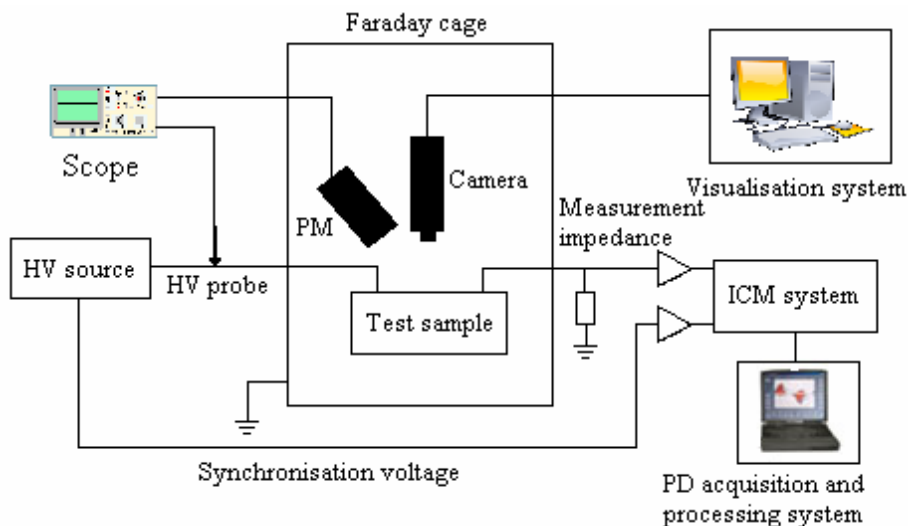 Faraday cage
Scope
Camera
Visualisation system
PM
Measurement
impedance
HV source
HV probe
Test sample
ICM system
Synchronisation voltage
PD acquisition and
processing system